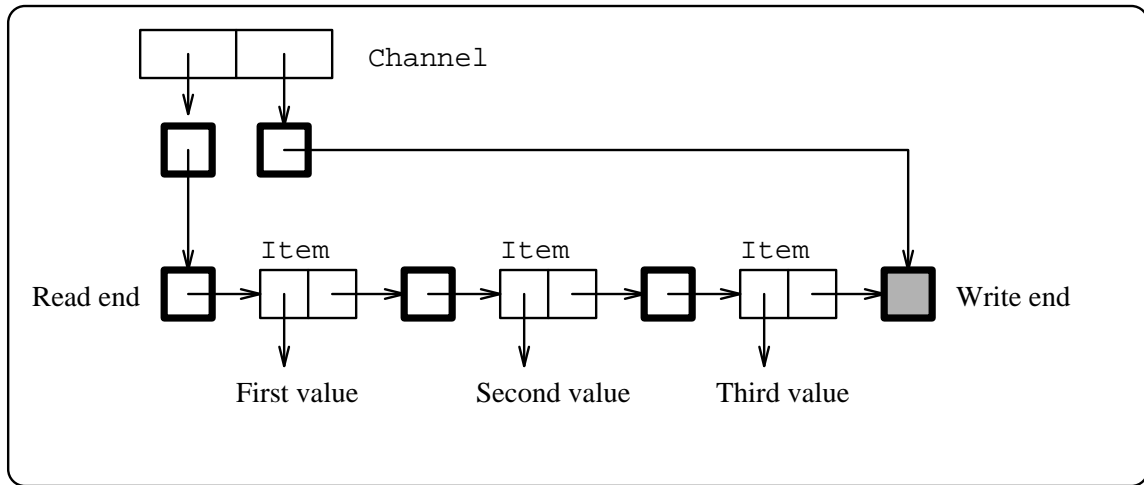 Channel
Item Item Item
Read end Write end
First value Second value Third value